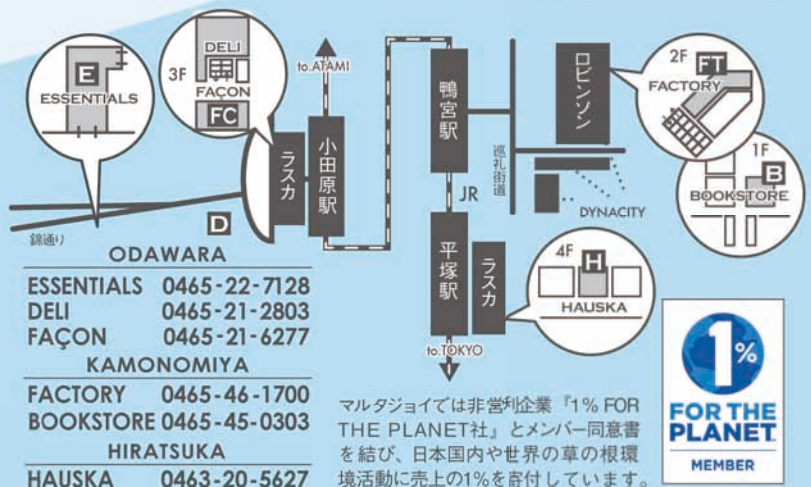 E
ESSENTIALS
3F
DELI
FAÇON
FC
to.ATAMI
ラスカ
小田原駅
D
錦通り
鴨宮駅
JR
巡礼街道
ロビンソン
DYNACITY
2F
FT
FACTORY
1F
B
BOOKSTORE
平塚駅
ラスカ
to.TOKYO
4F
H
HAUSKA
ODAWARA
ESSENTIALS 0465-22-7128
DELI 0465-21-2803
FAÇON 0465-21-6277
KAMONOMIYA
FACTORY 0465-46-1700
BOOKSTORE 0465-45-0303
HIRATSUKA
HAUSKA 0463-20-5627
マルタジョイでは非営利企業『1% FOR
THE PLANET社』とメンバー同意書
を結び、日本国内や世界の草の根環
境活動に売上の1%を寄付しています。
1%
FOR THE
PLANET
MEMBER